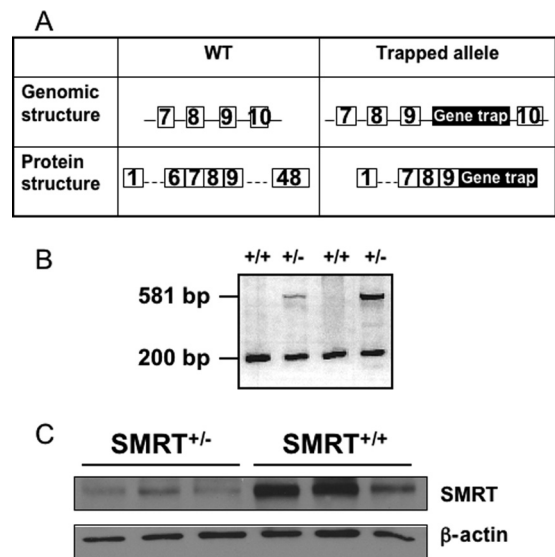 A
WT Trapped allele
Genomic structure 7 8 9 10 7 8 9 Gene trap 10
Protein structure 1 6 7 8 9 48 1 7 8 9 Gene trap
B
+/+ +/- +/+ +/-
581 bp
200 bp
C
SMRT+/- SMRT+/+
SMRT
β-actin